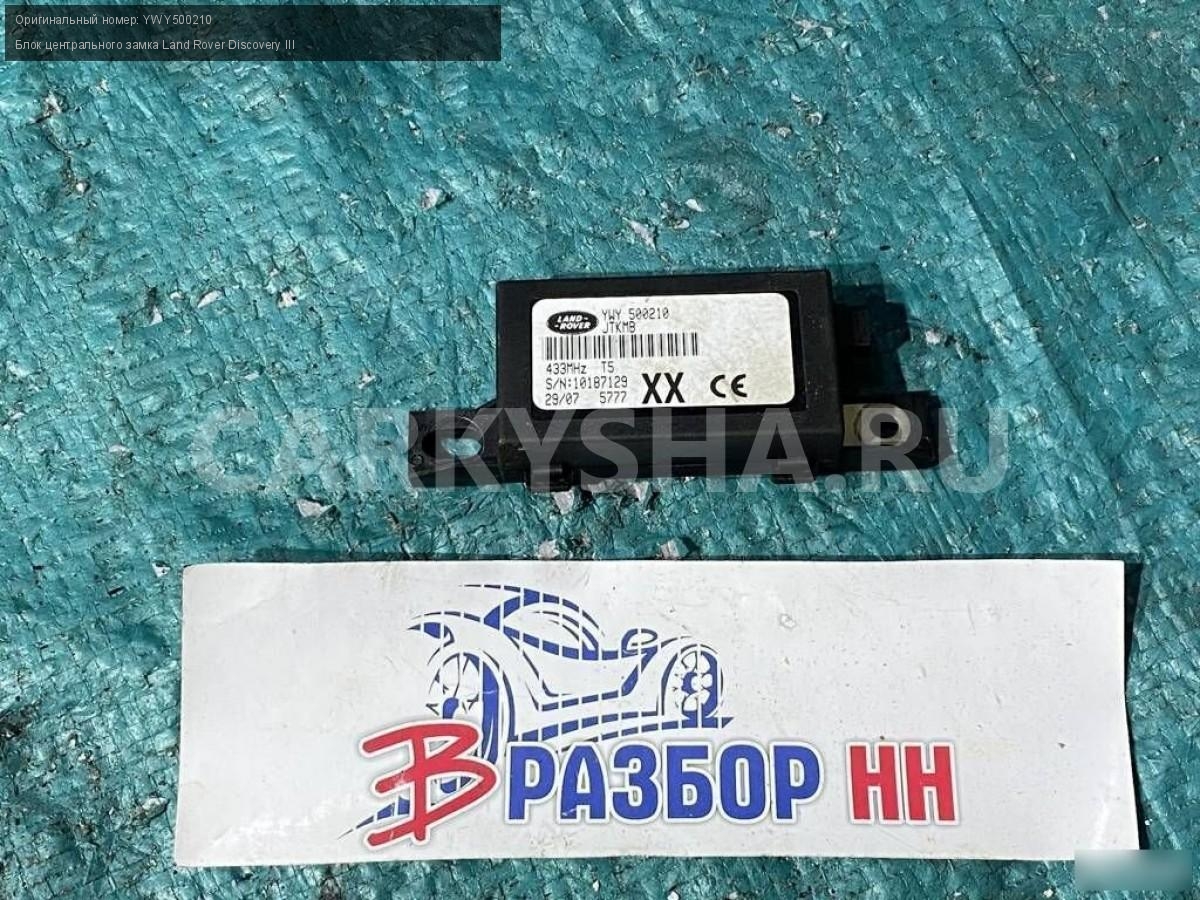 Оригинальный номер: YWY500210
Блок центрального замка Land Rover Discovery III
LAND-
-ROVER
YWY 500210
JTKMB
433MHz T5
S/N:10187129
29/07 5777
XX CE
CARKYSHA.RU
В РАЗБОР НН